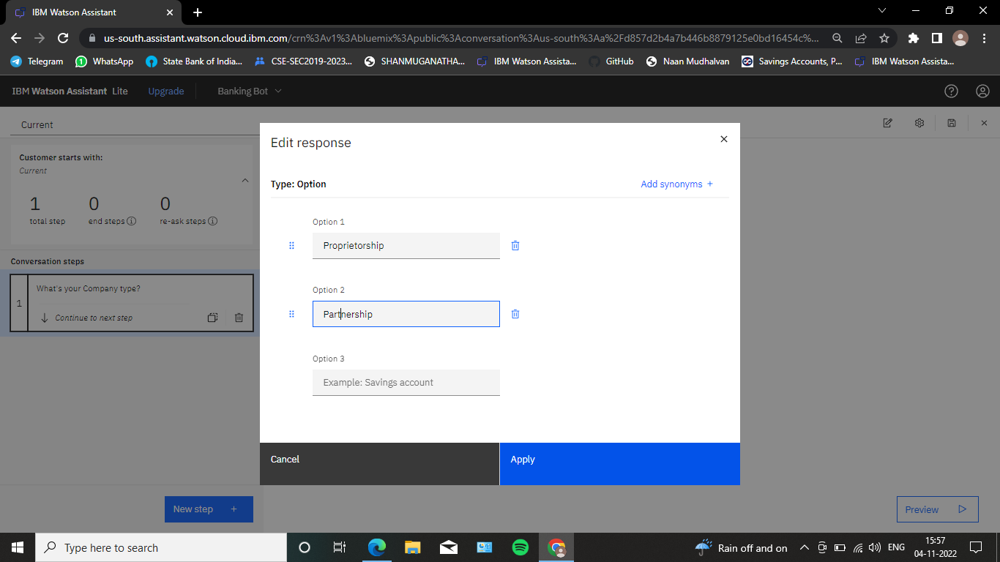 IBM Watson Assistant
us-south.assistant.watson.cloud.ibm.com/crn%3Av1%3Abluemix%3Apublic%3Aconversation%3Aus-south%3Aa%2Fd857d2b4a7b446b8879125e0bd16454c%...
Telegram WhatsApp State Bank of India... CSE-SEC2019-2023... SHANMUGANATHA... IBM Watson Assista... GitHub Naan Mudhalvan Savings Accounts, P... IBM Watson Assista...
IBM Watson Assistant Lite Upgrade Banking Bot
Current
Edit response
Customer starts with:
Current
Type: Option Add synonyms +
1 0 0
total step end steps re-ask steps
Option 1
Proprietorship
Conversation steps
1 What's your Company type?
Continue to next step
Option 2
Partnership
Option 3
Example: Savings account
Cancel Apply
New step + Preview
Type here to search
Rain off and on ENG 15:57
04-11-2022